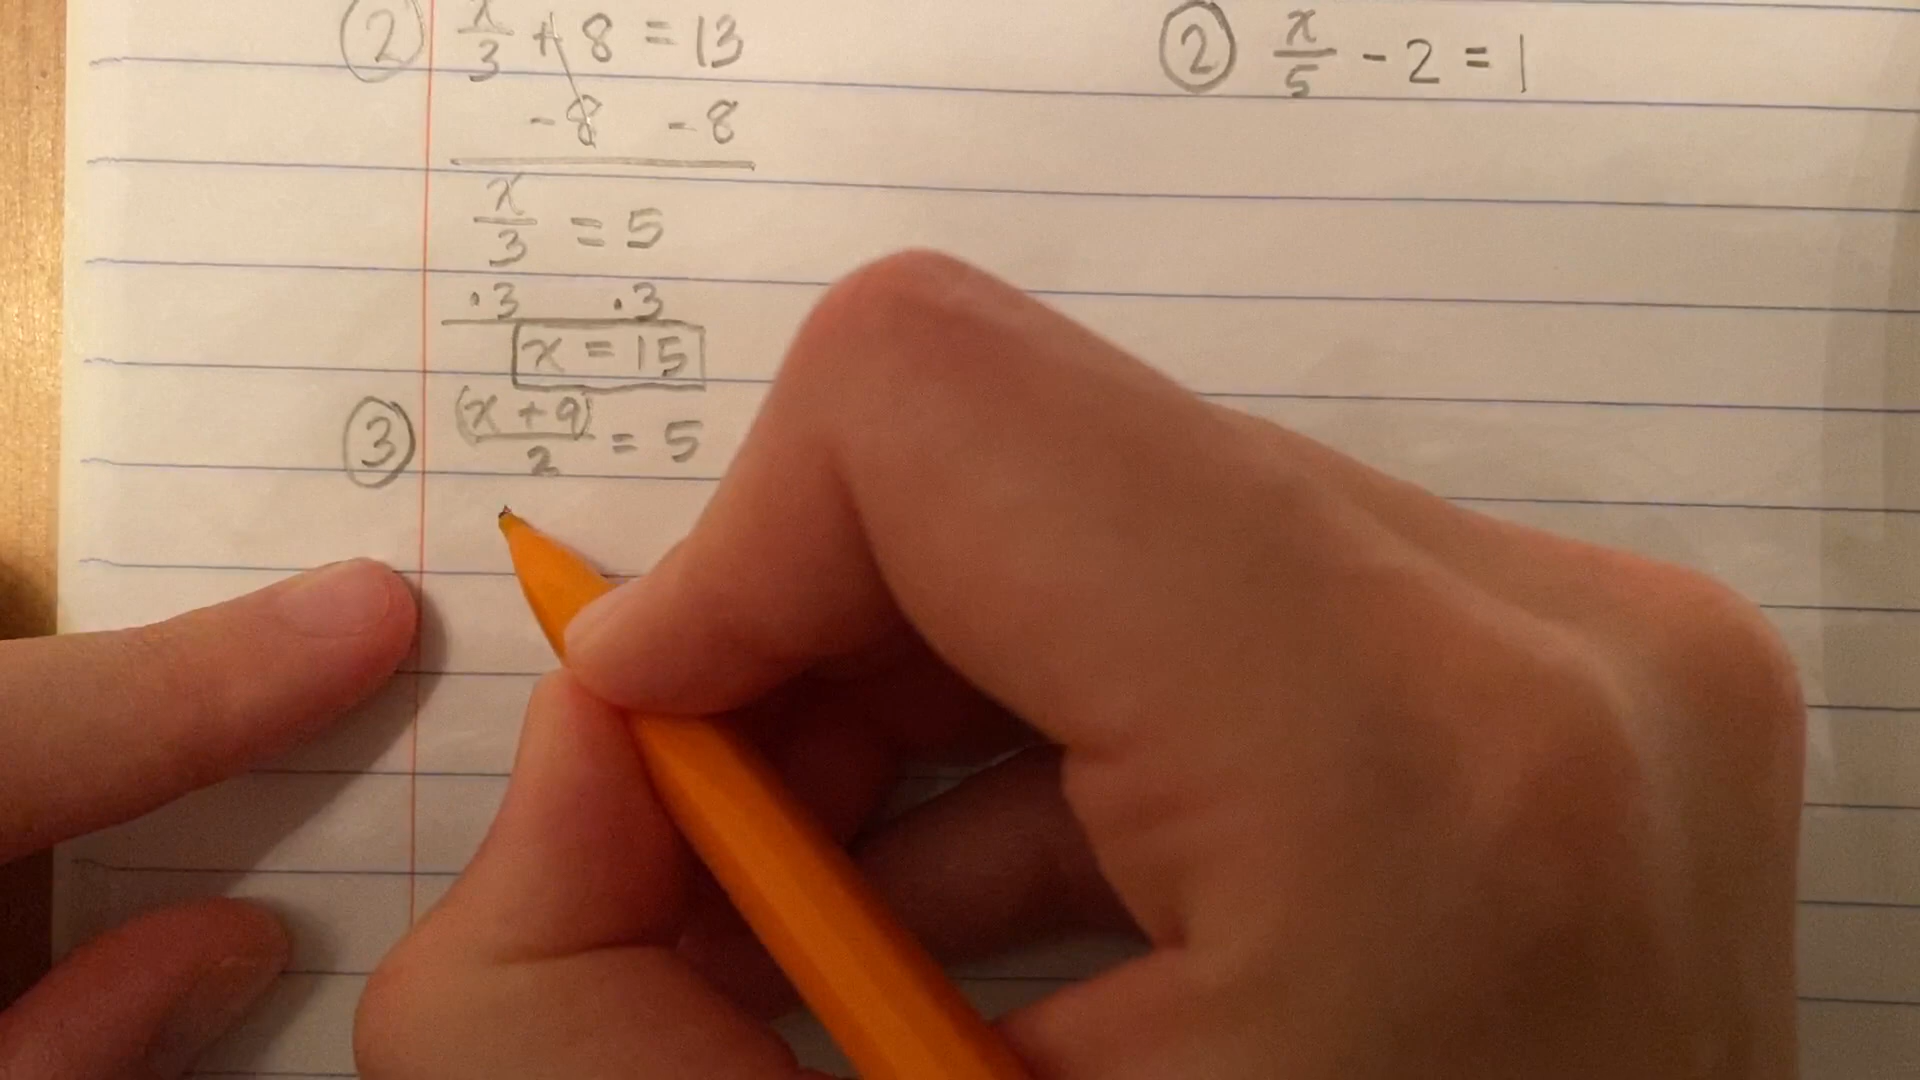 ② x/3 + 8 = 13
-8 -8
x/3 = 5
·3 ·3
x = 15
③ (x + 9)/2 = 5
② x/5 - 2 = 1